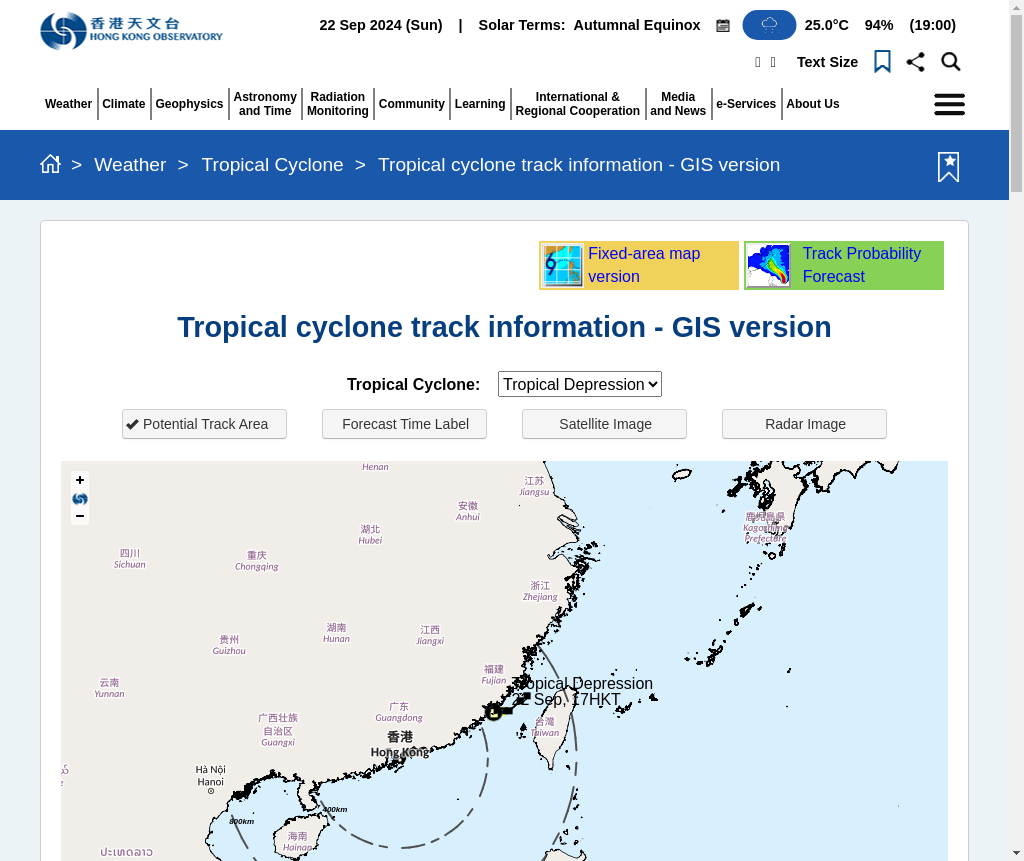 香港天文台
HONG KONG OBSERVATORY
22 Sep 2024 (Sun) | Solar Terms: Autumnal Equinox 25.0°C 94% (19:00)
Text Size
Weather
Climate
Geophysics
Astronomy
and Time
Radiation
Monitoring
Community
Learning
International &
Regional Cooperation
Media
and News
e-Services
About Us
> Weather > Tropical Cyclone > Tropical cyclone track information - GIS version
Fixed-area map
version
Track Probability
Forecast
Tropical cyclone track information - GIS version
Tropical Cyclone: Tropical Depression
Potential Track Area
Forecast Time Label
Satellite Image
Radar Image
+
−
Henan
江苏
Jiangsu
安徽
Anhui
湖北
Hubei
鹿児島県
Kagoshima
Prefecture
四川
Sichuan
重庆
Chongqing
浙江
Zhejiang
湖南
Hunan
江西
Jiangxi
贵州
Guizhou
福建
Fujian
云南
Yunnan
Tropical Depression
22 Sep, 17HKT
广东
Guangdong
广西壮族
自治区
Guangxi
台灣
Taiwan
香港
Hong Kong
Hà Nội
Hanoi
400km
800km
海南
Hainan
ປະເທດລາວ